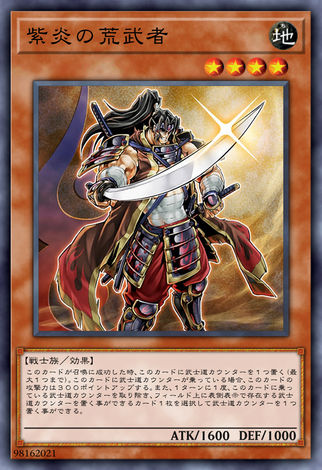 紫炎の荒武者
ち
地
【戦士族／効果】
このカードが召喚に成功した時、このカードに武士道カウンターを１つ置く(最
大１つまで)。このカードに武士道カウンターが乗っている場合、このカードの
攻撃力は３００ポイントアップする。また、１ターンに１度、このカードに乗って
いる武士道カウンターを取り除き、フィールド上に表側表示で存在する武士
道カウンターを置く事ができるカード１枚を選択して武士道カウンターを１つ
置く事ができる。
ATK/1600 DEF/1000
98162021